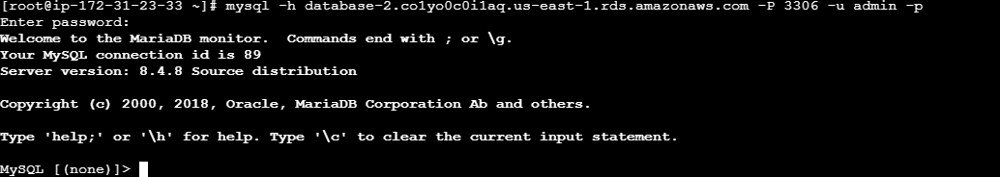 [root@ip-172-31-23-33 ~]# mysql -h database-2.co1yo0c0i1aq.us-east-1.rds.amazonaws.com -P 3306 -u admin -p
Enter password:
Welcome to the MariaDB monitor.  Commands end with ; or \g.
Your MySQL connection id is 89
Server version: 8.4.8 Source distribution
Copyright (c) 2000, 2018, Oracle, MariaDB Corporation Ab and others.
Type 'help;' or '\h' for help. Type '\c' to clear the current input statement.
MySQL [(none)]>